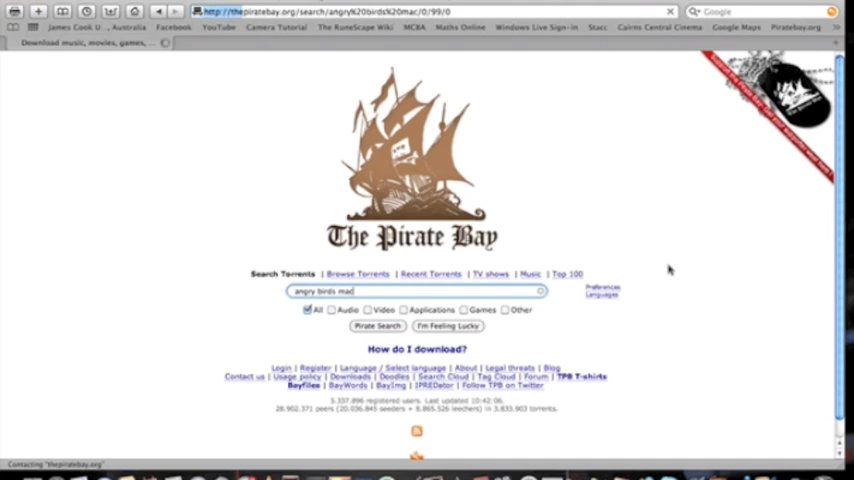 http://thepiratebay.org/search/angry%20birds%20mac/0/99/0
Google
James Cook U..., Australia Facebook YouTube Camera Tutorial The RuneScape Wiki MCBA Maths Online Windows Live Sign-in Stacc Cairns Central Cinema Google Maps Piratebay.org
Download music, movies, games, ...
The Pirate Bay
Search Torrents | Browse Torrents | Recent Torrents | TV shows | Music | Top 100
angry birds mac
Preferences
Languages
All Audio Video Applications Games Other
Pirate Search I'm Feeling Lucky
How do I download?
Login | Register | Language / Select language | About | Legal threats | Blog
Contact us | Usage policy | Downloads | Doodles | Search Cloud | Tag Cloud | Forum | TPB T-shirts
Bayfiles | BayWords | BayImg | IPREDator | Follow TPB on Twitter
5.337.896 registered users. Last updated 10:42:06.
28.902.371 peers (20.036.845 seeders + 8.865.526 leechers) in 3.833.903 torrents.
Contacting "thepiratebay.org"